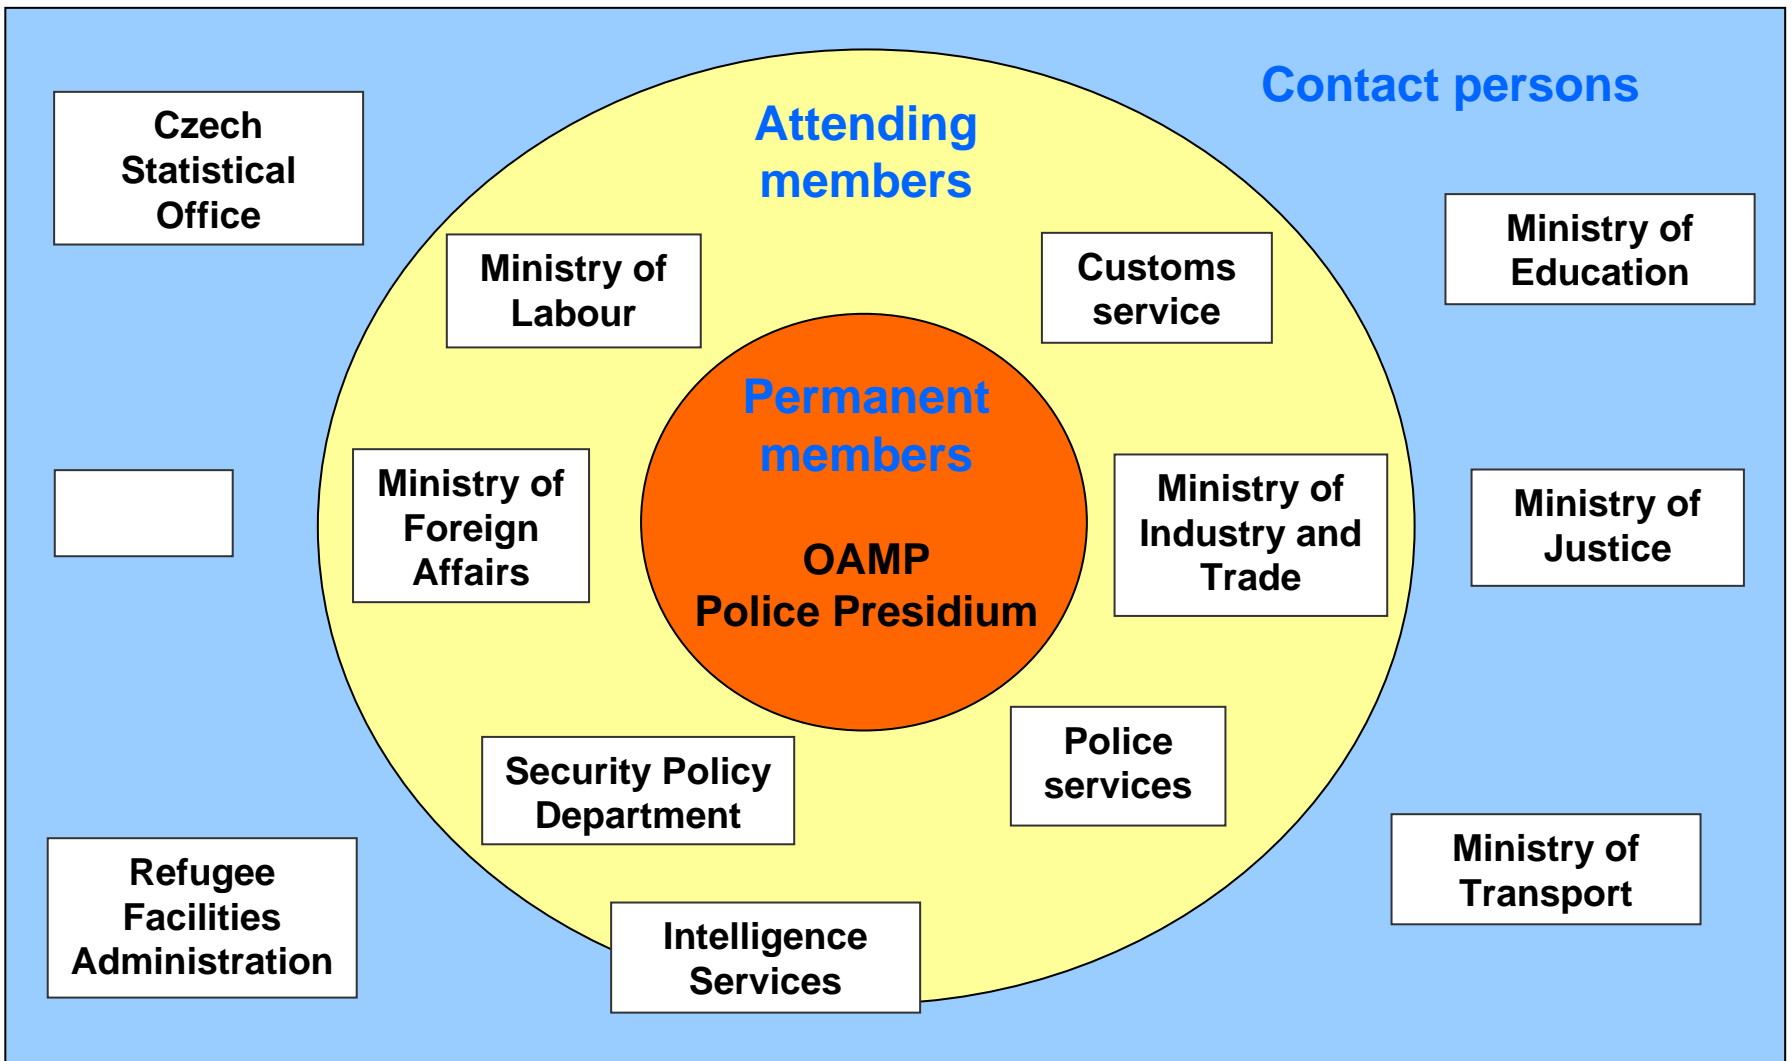 Contact persons
Attending
members
Czech
Statistical
Office
Ministry of
Labour
Customs
service
Ministry of
Education
Permanent
members
OAMP
Police Presidium
Ministry of
Foreign
Affairs
Ministry of
Industry and
Trade
Ministry of
Justice
Security Policy
Department
Police
services
Refugee
Facilities
Administration
Intelligence
Services
Ministry of
Transport